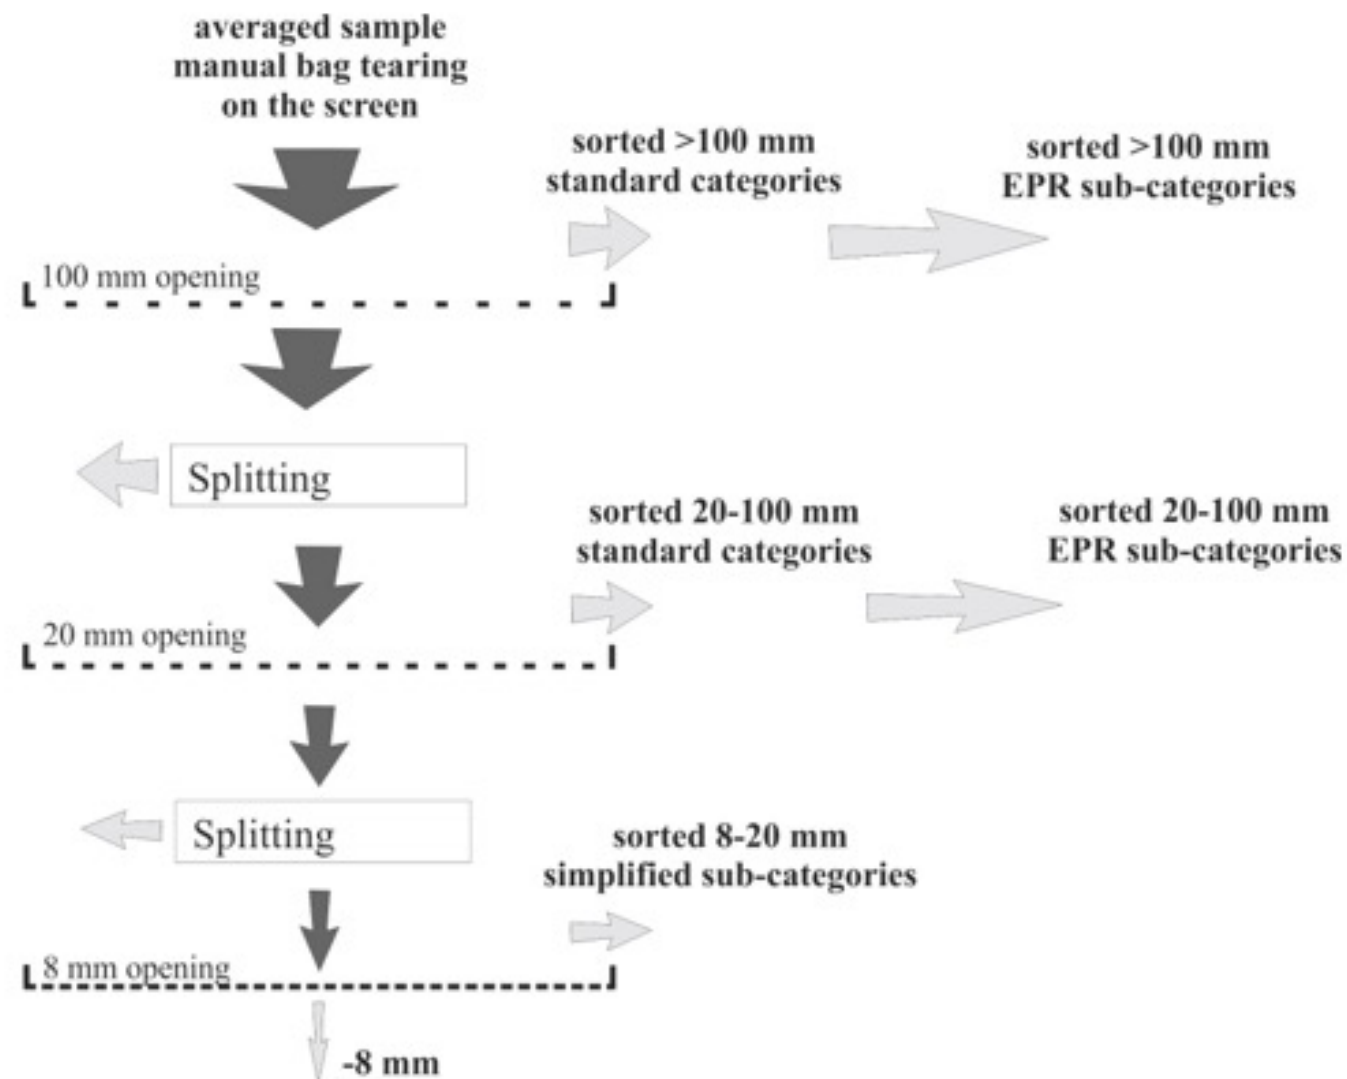 averaged sample
manual bag tearing
on the screen
sorted >100 mm
standard categories
sorted >100 mm
EPR sub-categories
100 mm opening
Splitting
sorted 20-100 mm
standard categories
sorted 20-100 mm
EPR sub-categories
20 mm opening
Splitting
sorted 8-20 mm
simplified sub-categories
8 mm opening
-8 mm